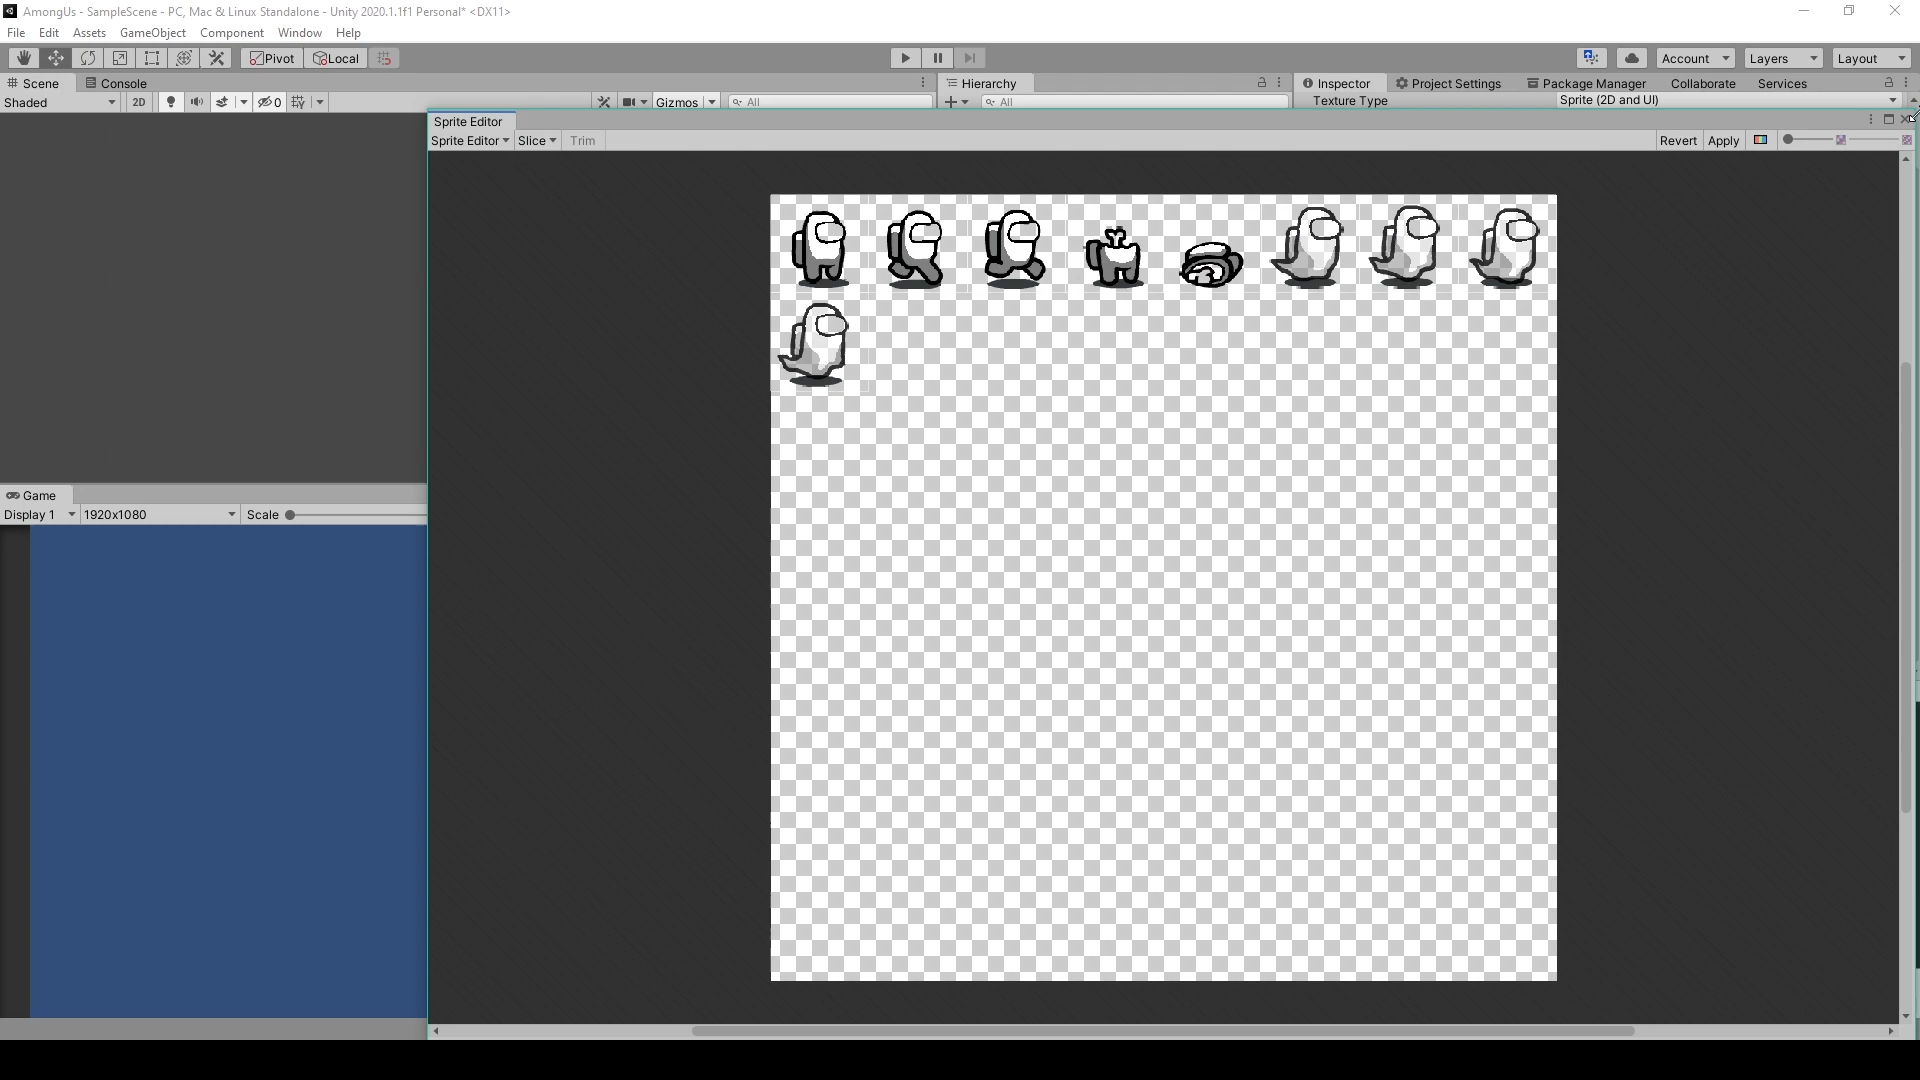 AmongUs - SampleScene - PC, Mac & Linux Standalone - Unity 2020.1.1f1 Personal* <DX11>
File Edit Assets GameObject Component Window Help
Pivot Local Account Layers Layout
Scene Console Hierarchy Inspector Project Settings Package Manager Collaborate Services
Shaded 2D 0 Gizmos All All Texture Type Sprite (2D and UI)
Sprite Editor
Sprite Editor Slice Trim Revert Apply
Game
Display 1 1920x1080 Scale